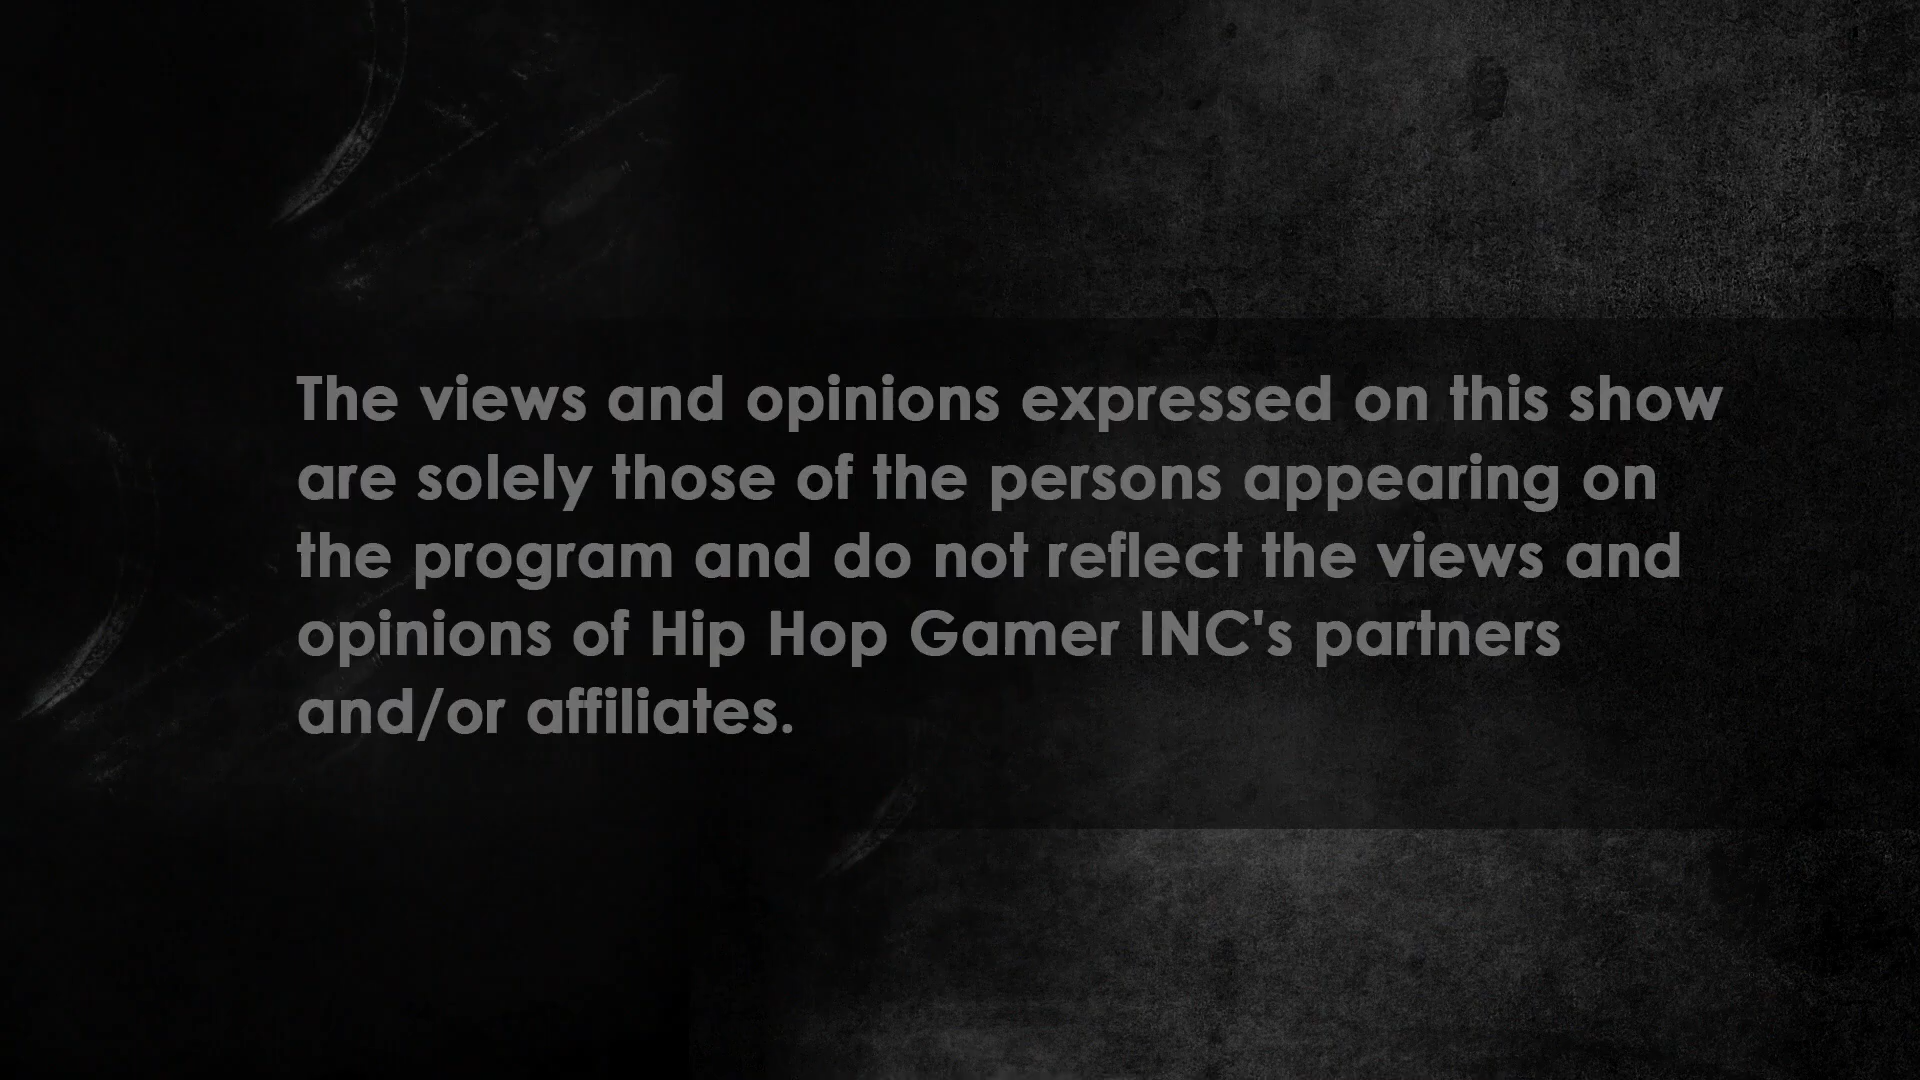 The views and opinions expressed on this show
are solely those of the persons appearing on
the program and do not reflect the views and
opinions of Hip Hop Gamer INC's partners
and/or affiliates.